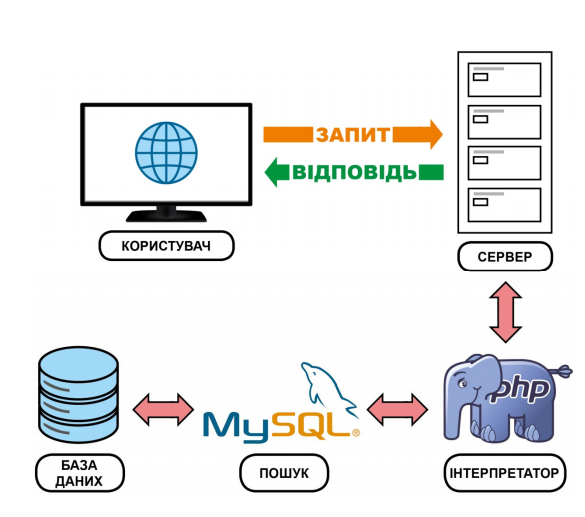 ЗАПИТ
ВІДПОВІДЬ
КОРИСТУВАЧ
СЕРВЕР
php
MySQL®
БАЗА
ДАНИХ
ПОШУК
ІНТЕРПРЕТАТОР